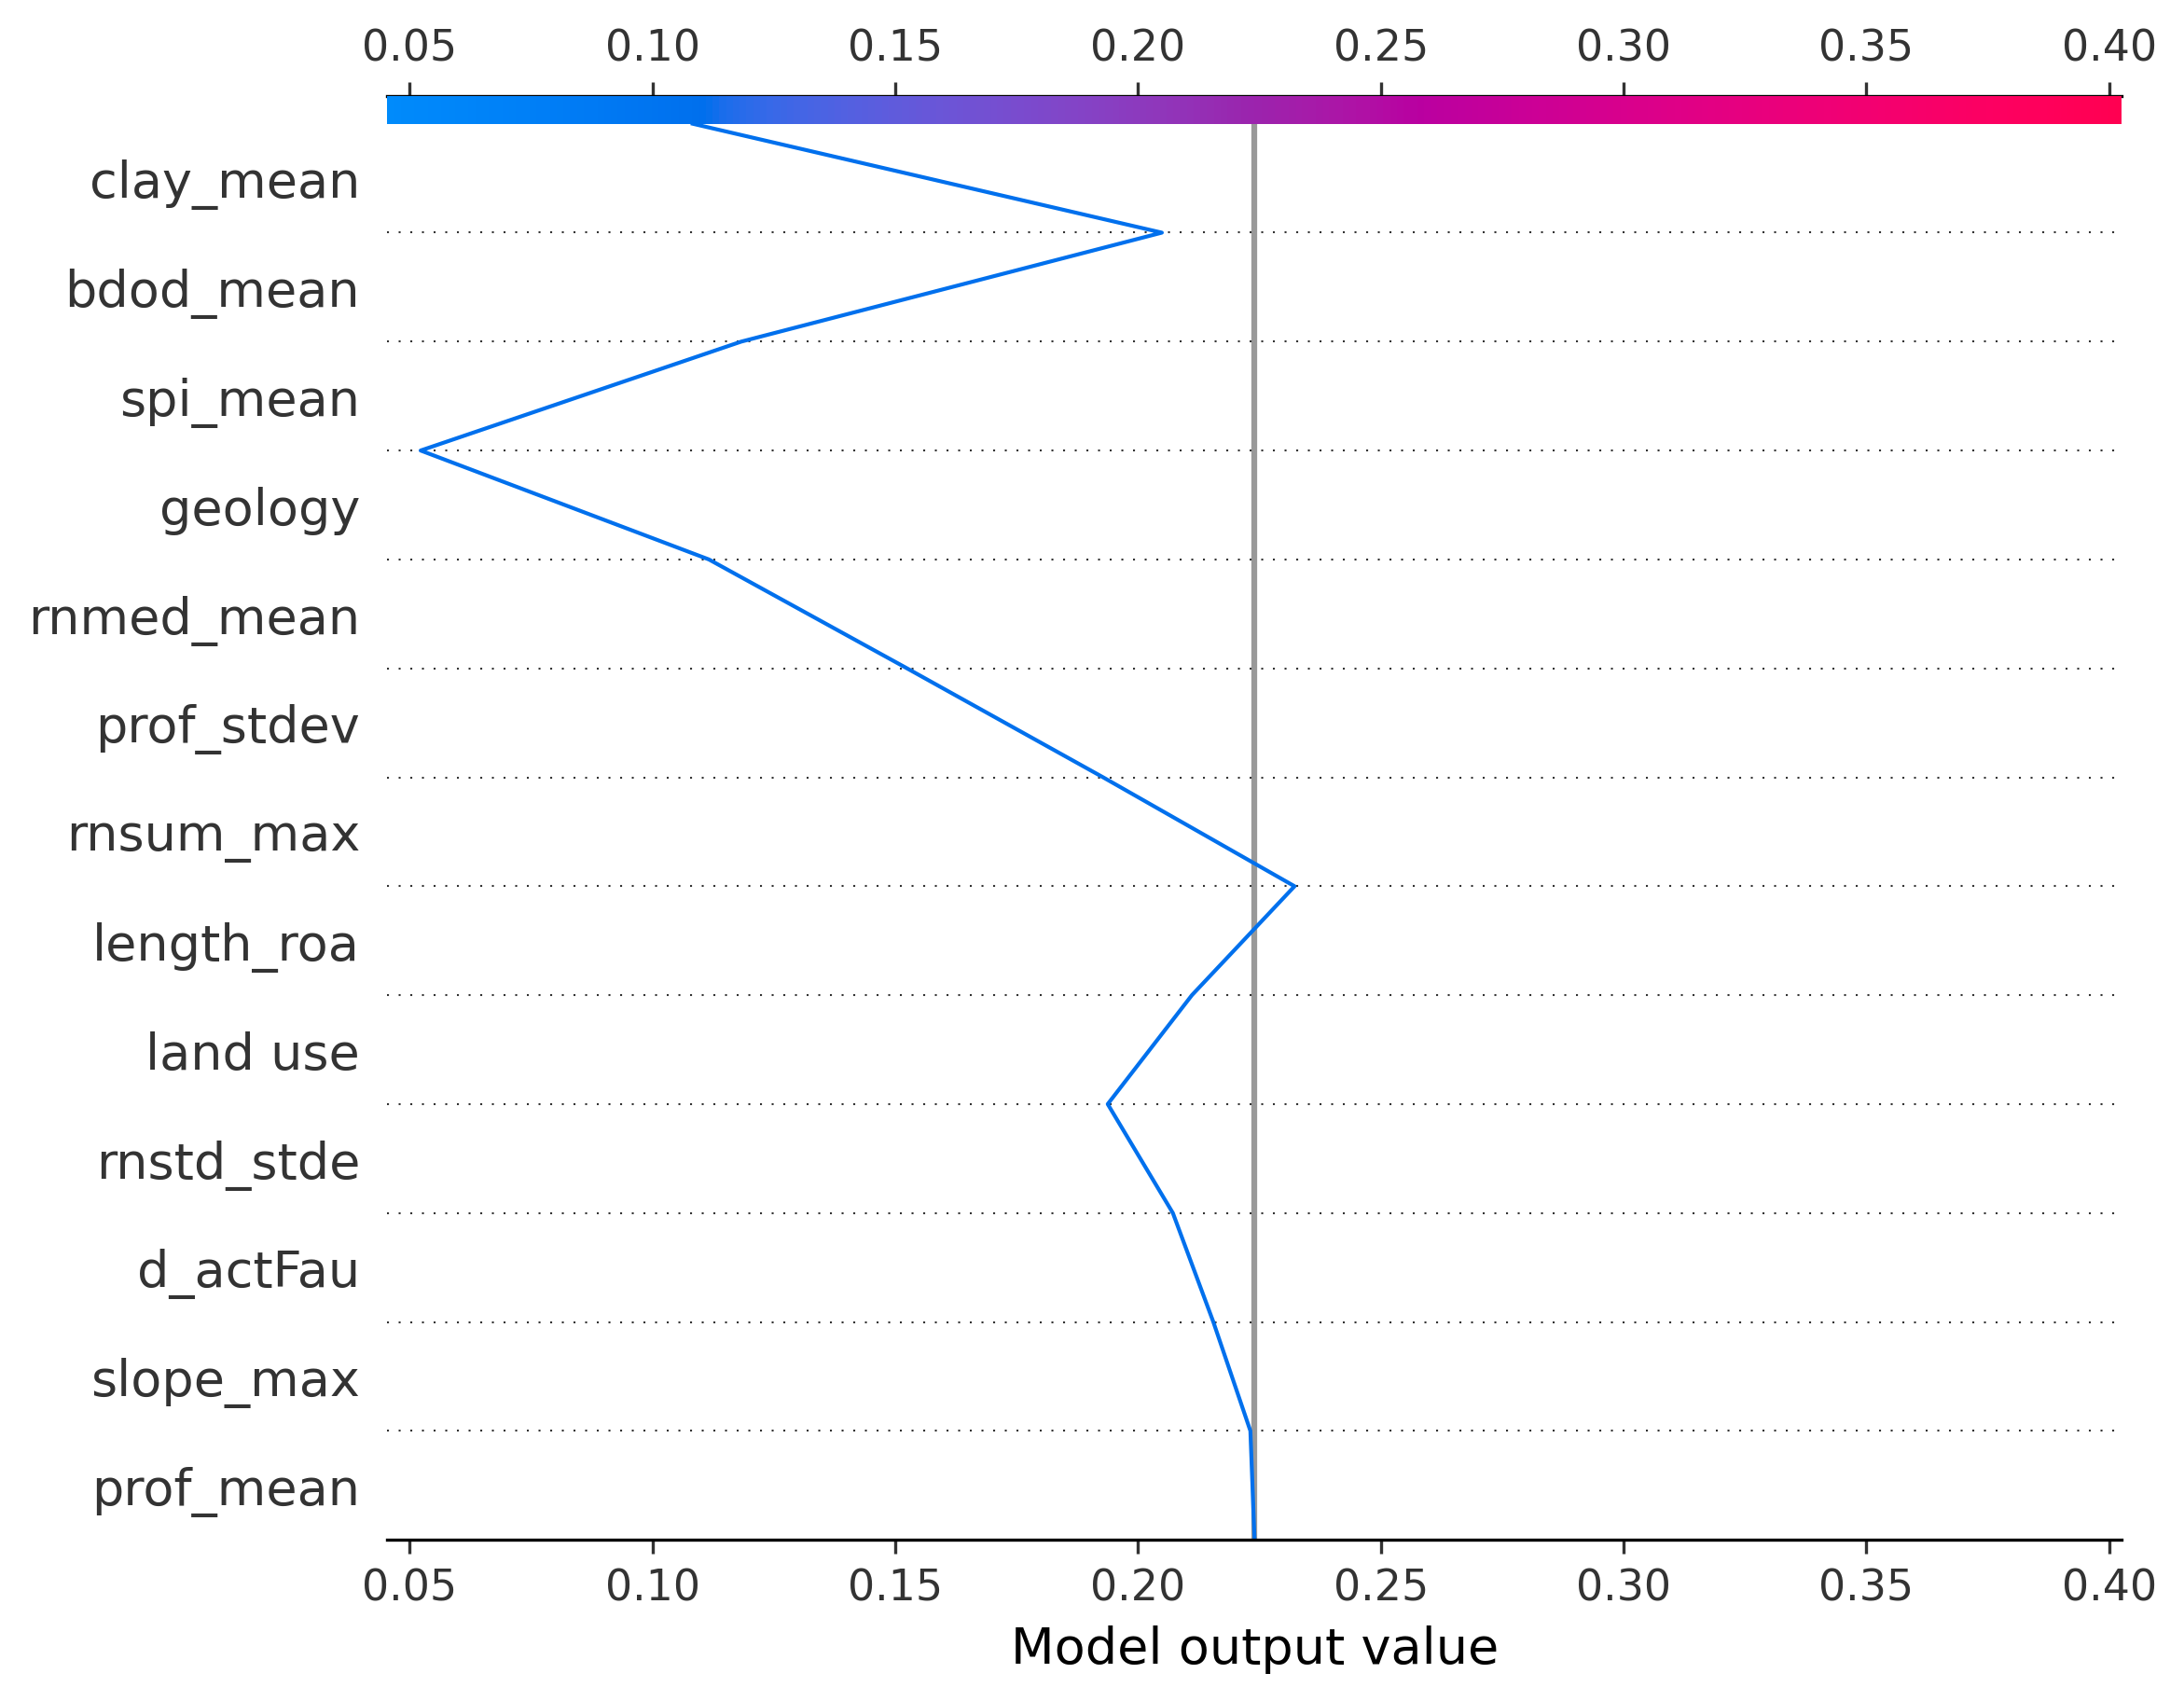 0.05 0.10 0.15 0.20 0.25 0.30 0.35 0.40
clay_mean
bdod_mean
spi_mean
geology
rnmed_mean
prof_stdev
rnsum_max
length_roa
land use
rnstd_stde
d_actFau
slope_max
prof_mean
0.05 0.10 0.15 0.20 0.25 0.30 0.35 0.40
Model output value